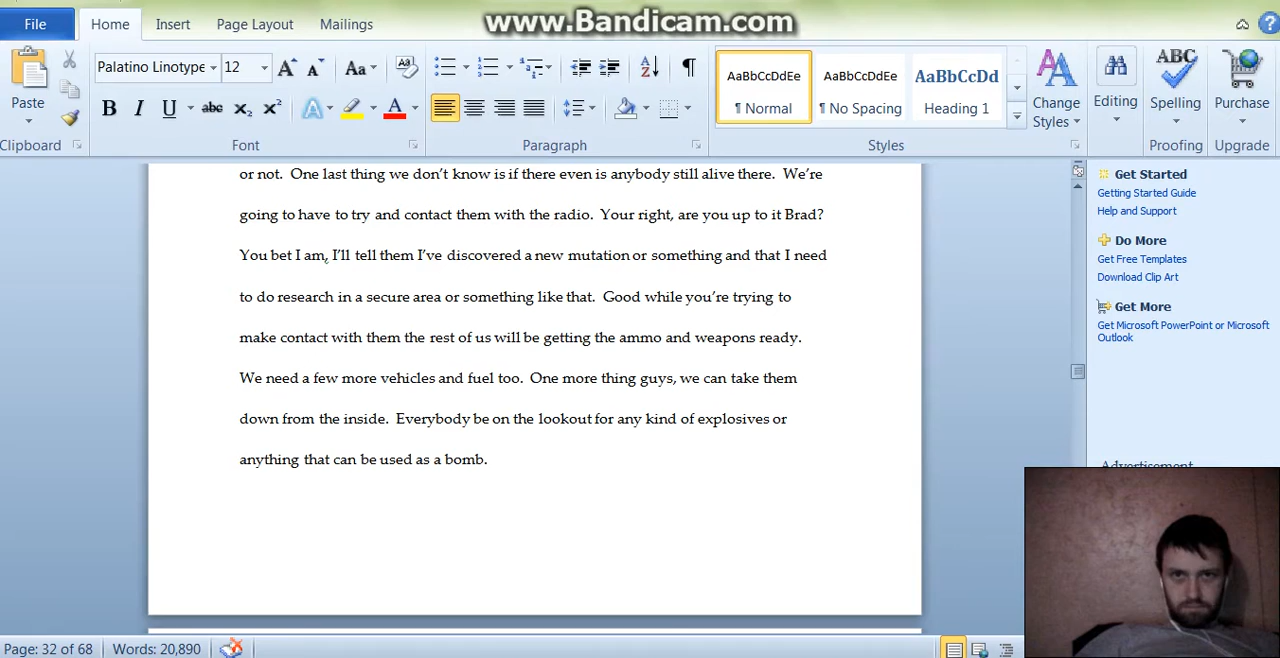 www.Bandicam.com
File Home Insert Page Layout Mailings
Palatino Linotype 12 Aa
Paste
B I U abc X₂ X² A A
AaBbCcDdEe AaBbCcDdEe AaBbCcDd
¶ Normal ¶ No Spacing Heading 1
Change Styles
Editing
ABC Spelling
Purchase
Clipboard Font Paragraph Styles Proofing Upgrade
or not. One last thing we don't know is if there even is anybody still alive there. We're
going to have to try and contact them with the radio. Your right, are you up to it Brad?
You bet I am, I'll tell them I've discovered a new mutation or something and that I need
to do research in a secure area or something like that. Good while you're trying to
make contact with them the rest of us will be getting the ammo and weapons ready.
We need a few more vehicles and fuel too. One more thing guys, we can take them
down from the inside. Everybody be on the lookout for any kind of explosives or
anything that can be used as a bomb.
Get Started
Getting Started Guide
Help and Support
Do More
Get Free Templates
Download Clip Art
Get More
Get Microsoft PowerPoint or Microsoft
Outlook
Advertisement
Page: 32 of 68 Words: 20,890